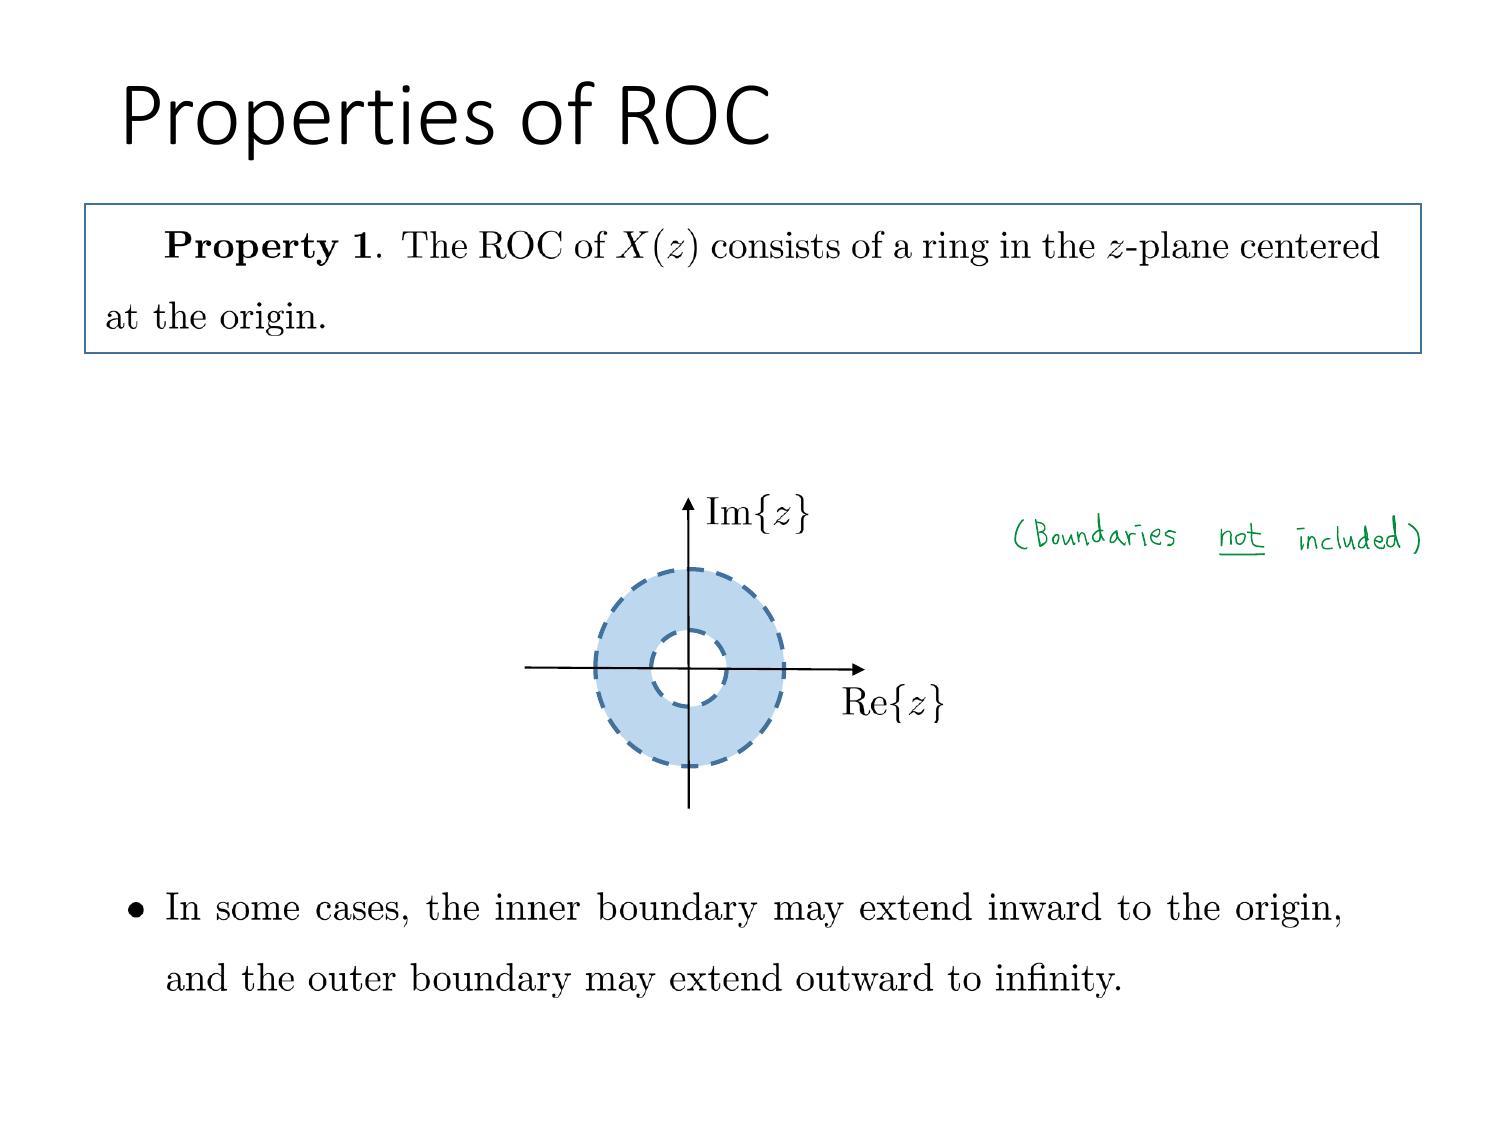 Properties of ROC
Property 1. The ROC of X(z) consists of a ring in the z-plane centered
at the origin.
Im{z}
(Boundaries not included)
Re{z}
• In some cases, the inner boundary may extend inward to the origin,
and the outer boundary may extend outward to infinity.